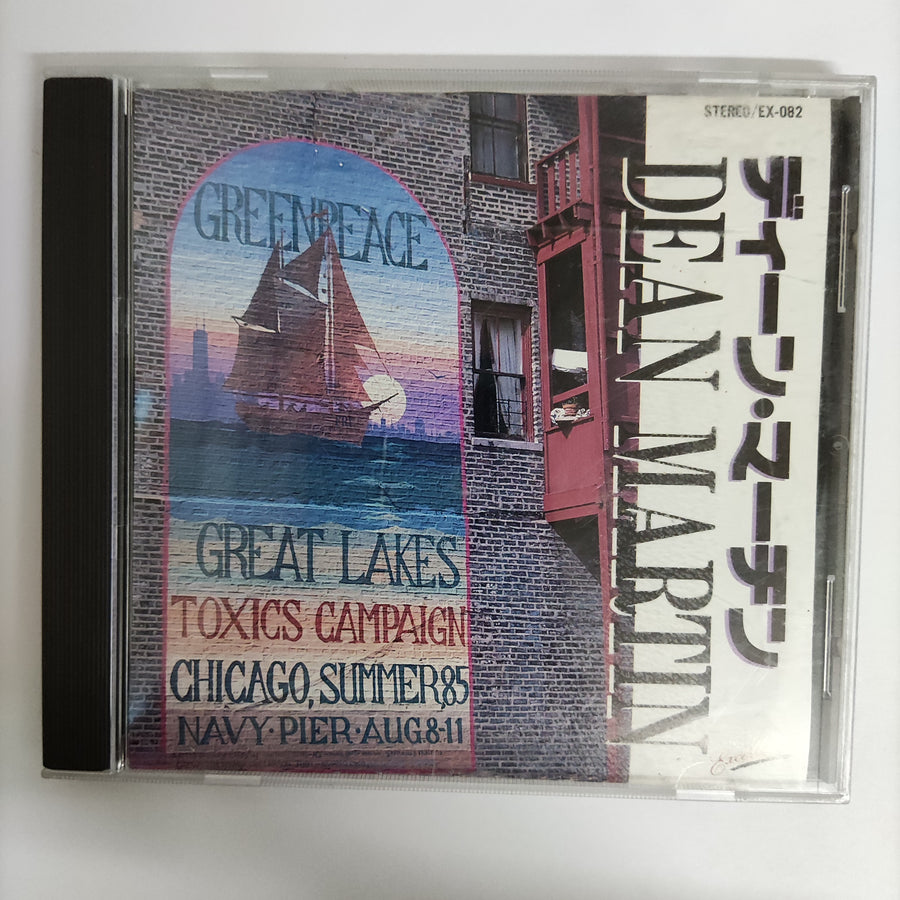 STEREO/EX-082
ディーン・マーチン
DEAN MARTIN
GREENPEACE
GREAT LAKES
TOXICS CAMPAIGN
CHICAGO, SUMMER, 85
NAVY · PIER · AUG. 8-11